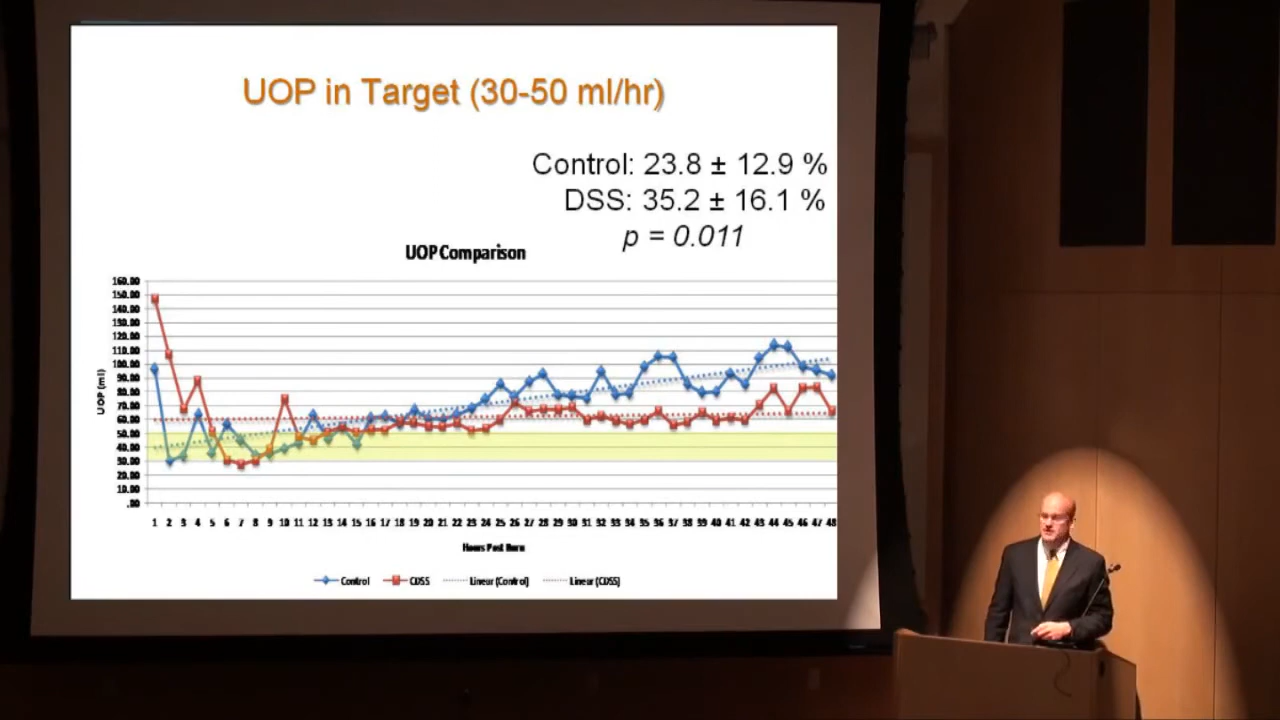 UOP in Target (30-50 ml/hr)
Control: 23.8 ± 12.9 %
DSS: 35.2 ± 16.1 %
p = 0.011
UOP Comparison
160.00
150.00
140.00
130.00
120.00
110.00
100.00
90.00
80.00
70.00
60.00
50.00
40.00
30.00
20.00
10.00
.00
UOP (ml)
1 2 3 4 5 6 7 8 9 10 11 12 13 14 15 16 17 18 19 20 21 22 23 24 25 26 27 28 29 30 31 32 33 34 35 36 37 38 39 40 41 42 43 44 45 46 47 48
Hours Post Burn
Control CDSS Linear (Control) Linear (CDSS)